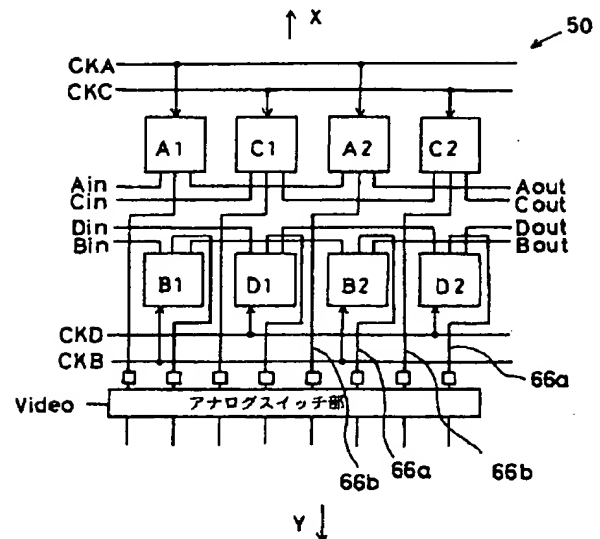 X
50
CKA
CKC
A1 C1 A2 C2
Ain Aout
Cin Cout
Din Dout
Bin Bout
B1 D1 B2 D2
CKD
CKB
66a
Video アナログスイッチ部
66b 66a 66b
Y